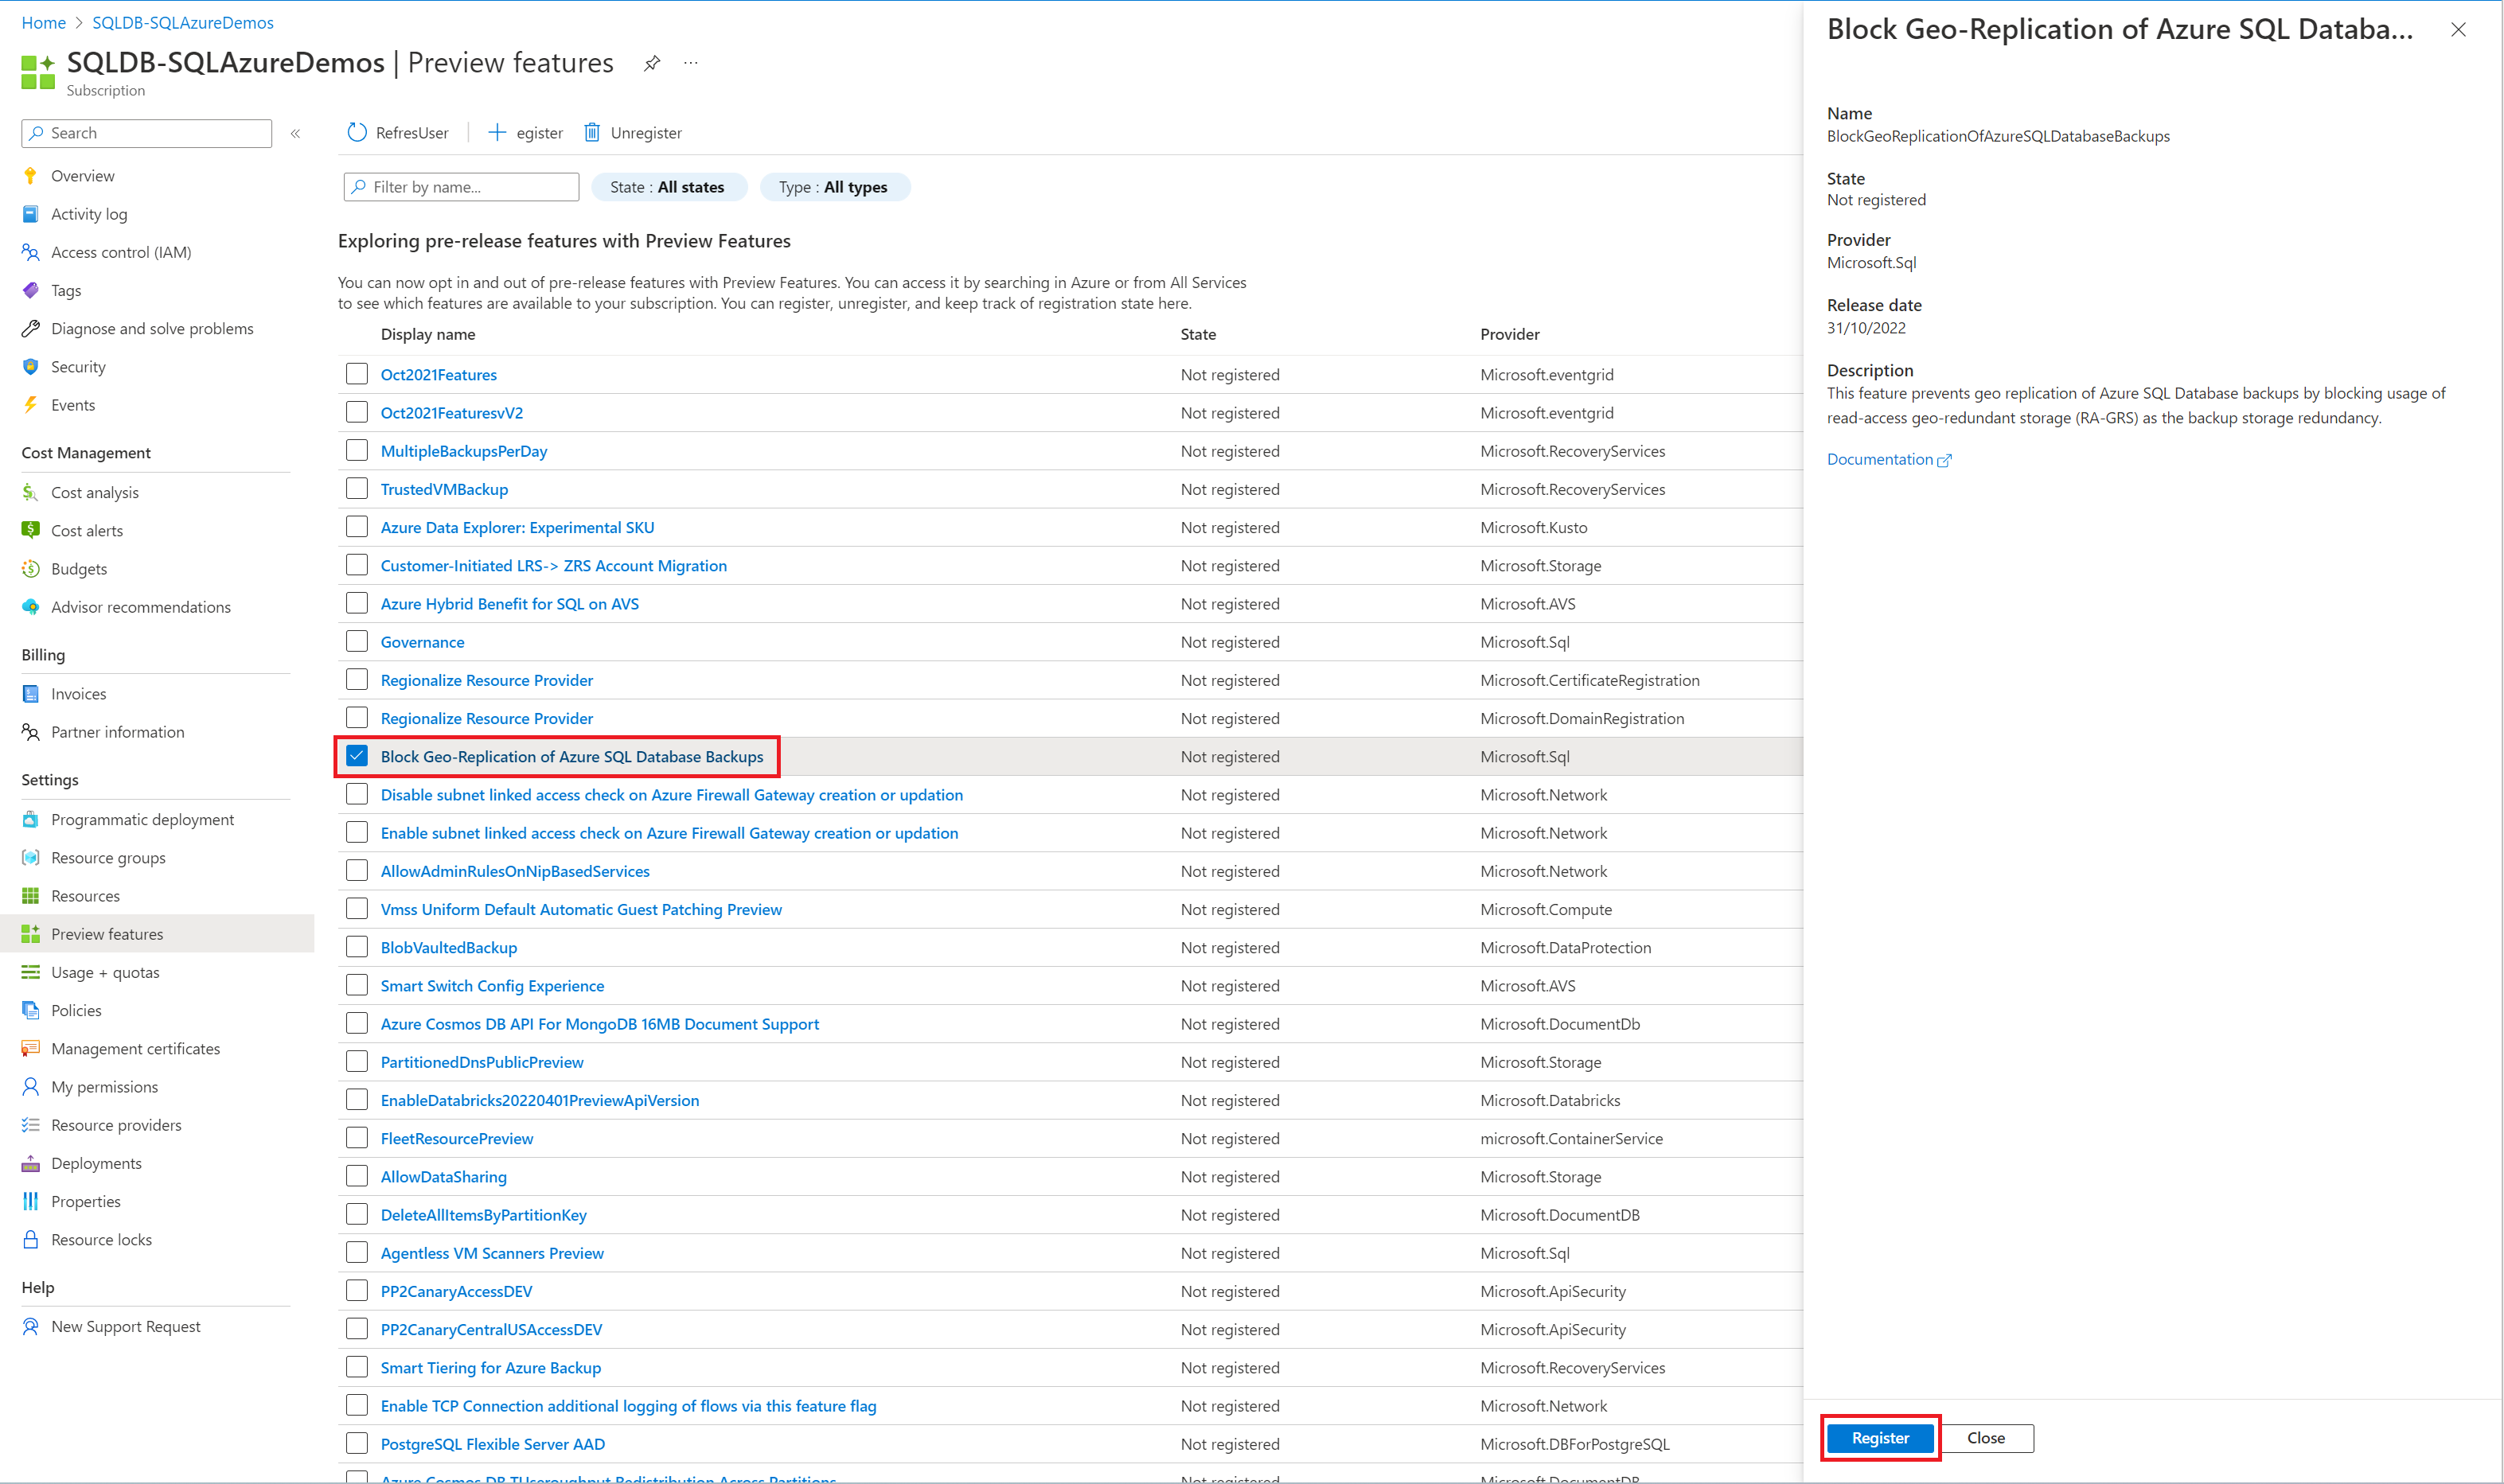 Home > SQLDB-SQLAzureDemos
SQLDB-SQLAzureDemos | Preview features
Subscription
Search
Overview
Activity log
Access control (IAM)
Tags
Diagnose and solve problems
Security
Events
Cost Management
Cost analysis
Cost alerts
Budgets
Advisor recommendations
Billing
Invoices
Partner information
Settings
Programmatic deployment
Resource groups
Resources
Preview features
Usage + quotas
Policies
Management certificates
My permissions
Resource providers
Deployments
Properties
Resource locks
Help
New Support Request
RefresUser egister Unregister
Filter by name... State : All states Type : All types
Exploring pre-release features with Preview Features
You can now opt in and out of pre-release features with Preview Features. You can access it by searching in Azure or from All Services
to see which features are available to your subscription. You can register, unregister, and keep track of registration state here.
Display name State Provider
Oct2021Features Not registered Microsoft.eventgrid
Oct2021FeaturesvV2 Not registered Microsoft.eventgrid
MultipleBackupsPerDay Not registered Microsoft.RecoveryServices
TrustedVMBackup Not registered Microsoft.RecoveryServices
Azure Data Explorer: Experimental SKU Not registered Microsoft.Kusto
Customer-Initiated LRS-> ZRS Account Migration Not registered Microsoft.Storage
Azure Hybrid Benefit for SQL on AVS Not registered Microsoft.AVS
Governance Not registered Microsoft.Sql
Regionalize Resource Provider Not registered Microsoft.CertificateRegistration
Regionalize Resource Provider Not registered Microsoft.DomainRegistration
Block Geo-Replication of Azure SQL Database Backups Not registered Microsoft.Sql
Disable subnet linked access check on Azure Firewall Gateway creation or updation Not registered Microsoft.Network
Enable subnet linked access check on Azure Firewall Gateway creation or updation Not registered Microsoft.Network
AllowAdminRulesOnNipBasedServices Not registered Microsoft.Network
Vmss Uniform Default Automatic Guest Patching Preview Not registered Microsoft.Compute
BlobVaultedBackup Not registered Microsoft.DataProtection
Smart Switch Config Experience Not registered Microsoft.AVS
Azure Cosmos DB API For MongoDB 16MB Document Support Not registered Microsoft.DocumentDb
PartitionedDnsPublicPreview Not registered Microsoft.Storage
EnableDatabricks20220401PreviewApiVersion Not registered Microsoft.Databricks
FleetResourcePreview Not registered microsoft.ContainerService
AllowDataSharing Not registered Microsoft.Storage
DeleteAllItemsByPartitionKey Not registered Microsoft.DocumentDB
Agentless VM Scanners Preview Not registered Microsoft.Sql
PP2CanaryAccessDEV Not registered Microsoft.ApiSecurity
PP2CanaryCentralUSAccessDEV Not registered Microsoft.ApiSecurity
Smart Tiering for Azure Backup Not registered Microsoft.RecoveryServices
Enable TCP Connection additional logging of flows via this feature flag Not registered Microsoft.Network
PostgreSQL Flexible Server AAD Not registered Microsoft.DBForPostgreSQL
Azure Cosmos DB TUseroughput Redistribution Across Partitions Not registered Microsoft.DocumentDB
Block Geo-Replication of Azure SQL Databa...
Name
BlockGeoReplicationOfAzureSQLDatabaseBackups
State
Not registered
Provider
Microsoft.Sql
Release date
31/10/2022
Description
This feature prevents geo replication of Azure SQL Database backups by blocking usage of
read-access geo-redundant storage (RA-GRS) as the backup storage redundancy.
Documentation
Register Close